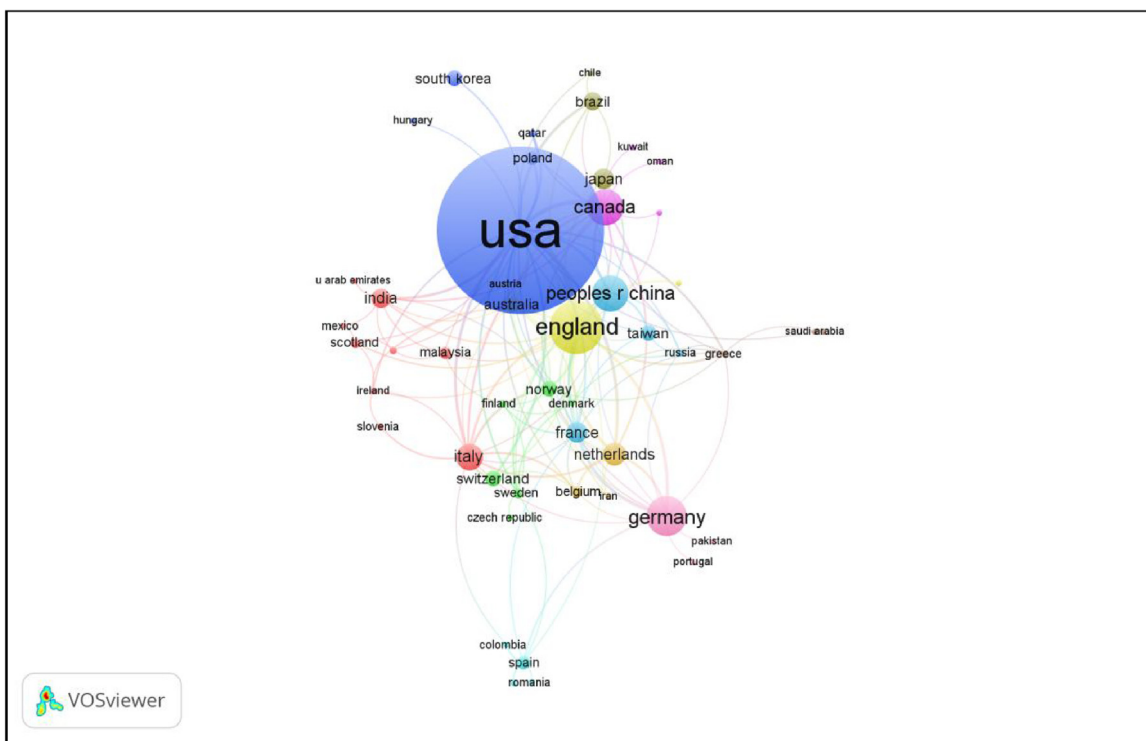 chile
south korea
brazil
hungary
qatar
poland
kuwait
oman
japan
canada
usa
u arab emirates
austria
india
australia
peoples r china
mexico
england
scotland
taiwan
saudi arabia
malaysia
russia
greece
ireland
norway
finland
denmark
slovenia
france
italy
netherlands
switzerland
sweden
belgium
iran
czech republic
germany
pakistan
portugal
colombia
spain
romania
VOSviewer